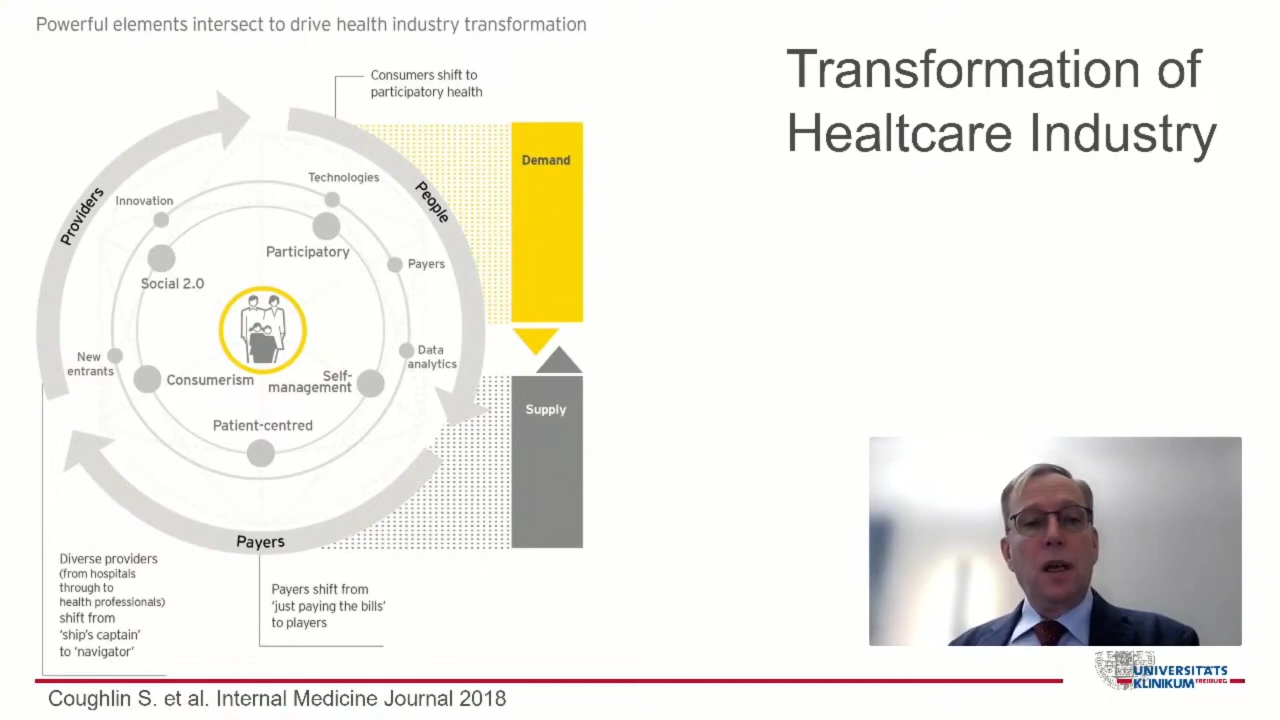 Powerful elements intersect to drive health industry transformation
Transformation of
Healtcare Industry
Consumers shift to
participatory health
Demand
Providers
People
Technologies
Innovation
Participatory
Payers
Social 2.0
New
entrants
Data
analytics
Consumerism
Self-
management
Patient-centred
Supply
Payers
Diverse providers
(from hospitals
through to
health professionals)
shift from
‘ship's captain’
to ‘navigator’
Payers shift from
‘just paying the bills’
to players
UNIVERSITÄTS
KLINIKUM FREIBURG
Coughlin S. et al. Internal Medicine Journal 2018